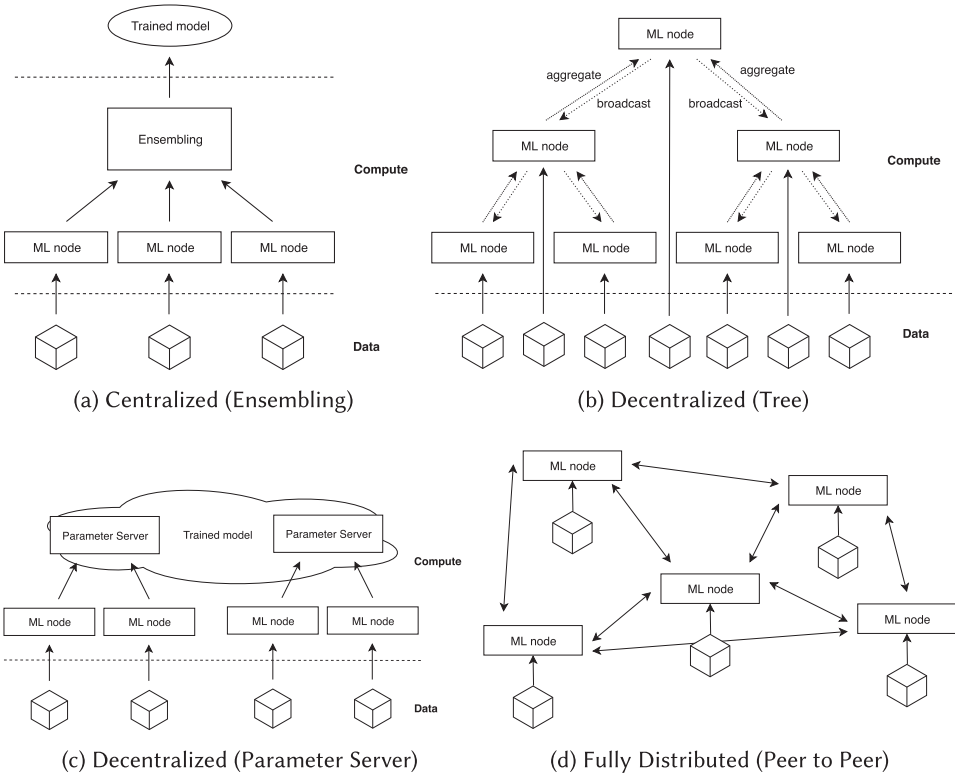 Trained model
Ensembling
Compute
ML node
ML node
ML node
Data
(a) Centralized (Ensembling)
ML node
aggregate
aggregate
broadcast
broadcast
ML node
ML node
Compute
ML node
ML node
ML node
ML node
Data
(b) Decentralized (Tree)
Parameter Server
Trained model
Parameter Server
Compute
ML node
ML node
ML node
ML node
Data
(c) Decentralized (Parameter Server)
ML node
ML node
ML node
ML node
ML node
(d) Fully Distributed (Peer to Peer)